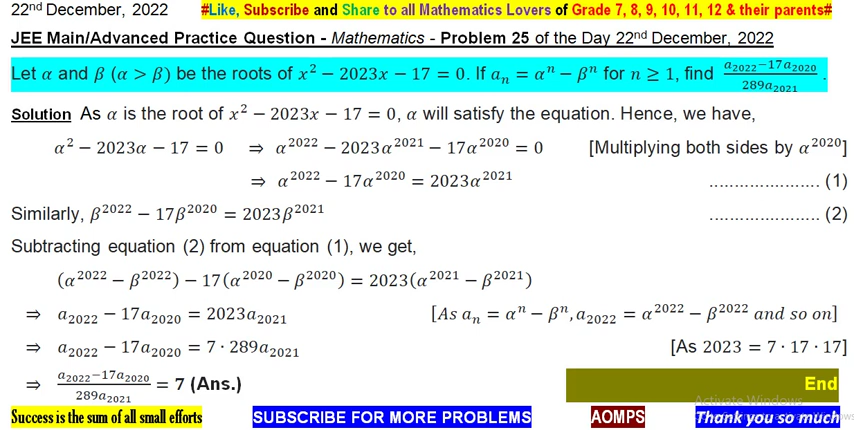 22nd December, 2022 #Like, Subscribe and Share to all Mathematics Lovers of Grade 7, 8, 9, 10, 11, 12 & their parents#
JEE Main/Advanced Practice Question - Mathematics - Problem 25 of the Day 22nd December, 2022
Let α and β (α > β) be the roots of x² − 2023x − 17 = 0. If aₙ = αⁿ − βⁿ for n ≥ 1, find (a₂₀₂₂−17a₂₀₂₀)/(289a₂₀₂₁).
Solution As α is the root of x² − 2023x − 17 = 0, α will satisfy the equation. Hence, we have,
α² − 2023α − 17 = 0 ⇒ α²⁰²² − 2023α²⁰²¹ − 17α²⁰²⁰ = 0 [Multiplying both sides by α²⁰²⁰]
⇒ α²⁰²² − 17α²⁰²⁰ = 2023α²⁰²¹ ...................... (1)
Similarly, β²⁰²² − 17β²⁰²⁰ = 2023β²⁰²¹ ...................... (2)
Subtracting equation (2) from equation (1), we get,
(α²⁰²² − β²⁰²²) − 17(α²⁰²⁰ − β²⁰²⁰) = 2023(α²⁰²¹ − β²⁰²¹)
⇒ a₂₀₂₂ − 17a₂₀₂₀ = 2023a₂₀₂₁ [As aₙ = αⁿ − βⁿ, a₂₀₂₂ = α²⁰²² − β²⁰²² and so on]
⇒ a₂₀₂₂ − 17a₂₀₂₀ = 7 · 289a₂₀₂₁ [As 2023 = 7 · 17 · 17]
⇒ (a₂₀₂₂−17a₂₀₂₀)/(289a₂₀₂₁) = 7 (Ans.) End
Activate Windows
Success is the sum of all small efforts SUBSCRIBE FOR MORE PROBLEMS AOMPS Thank you so much